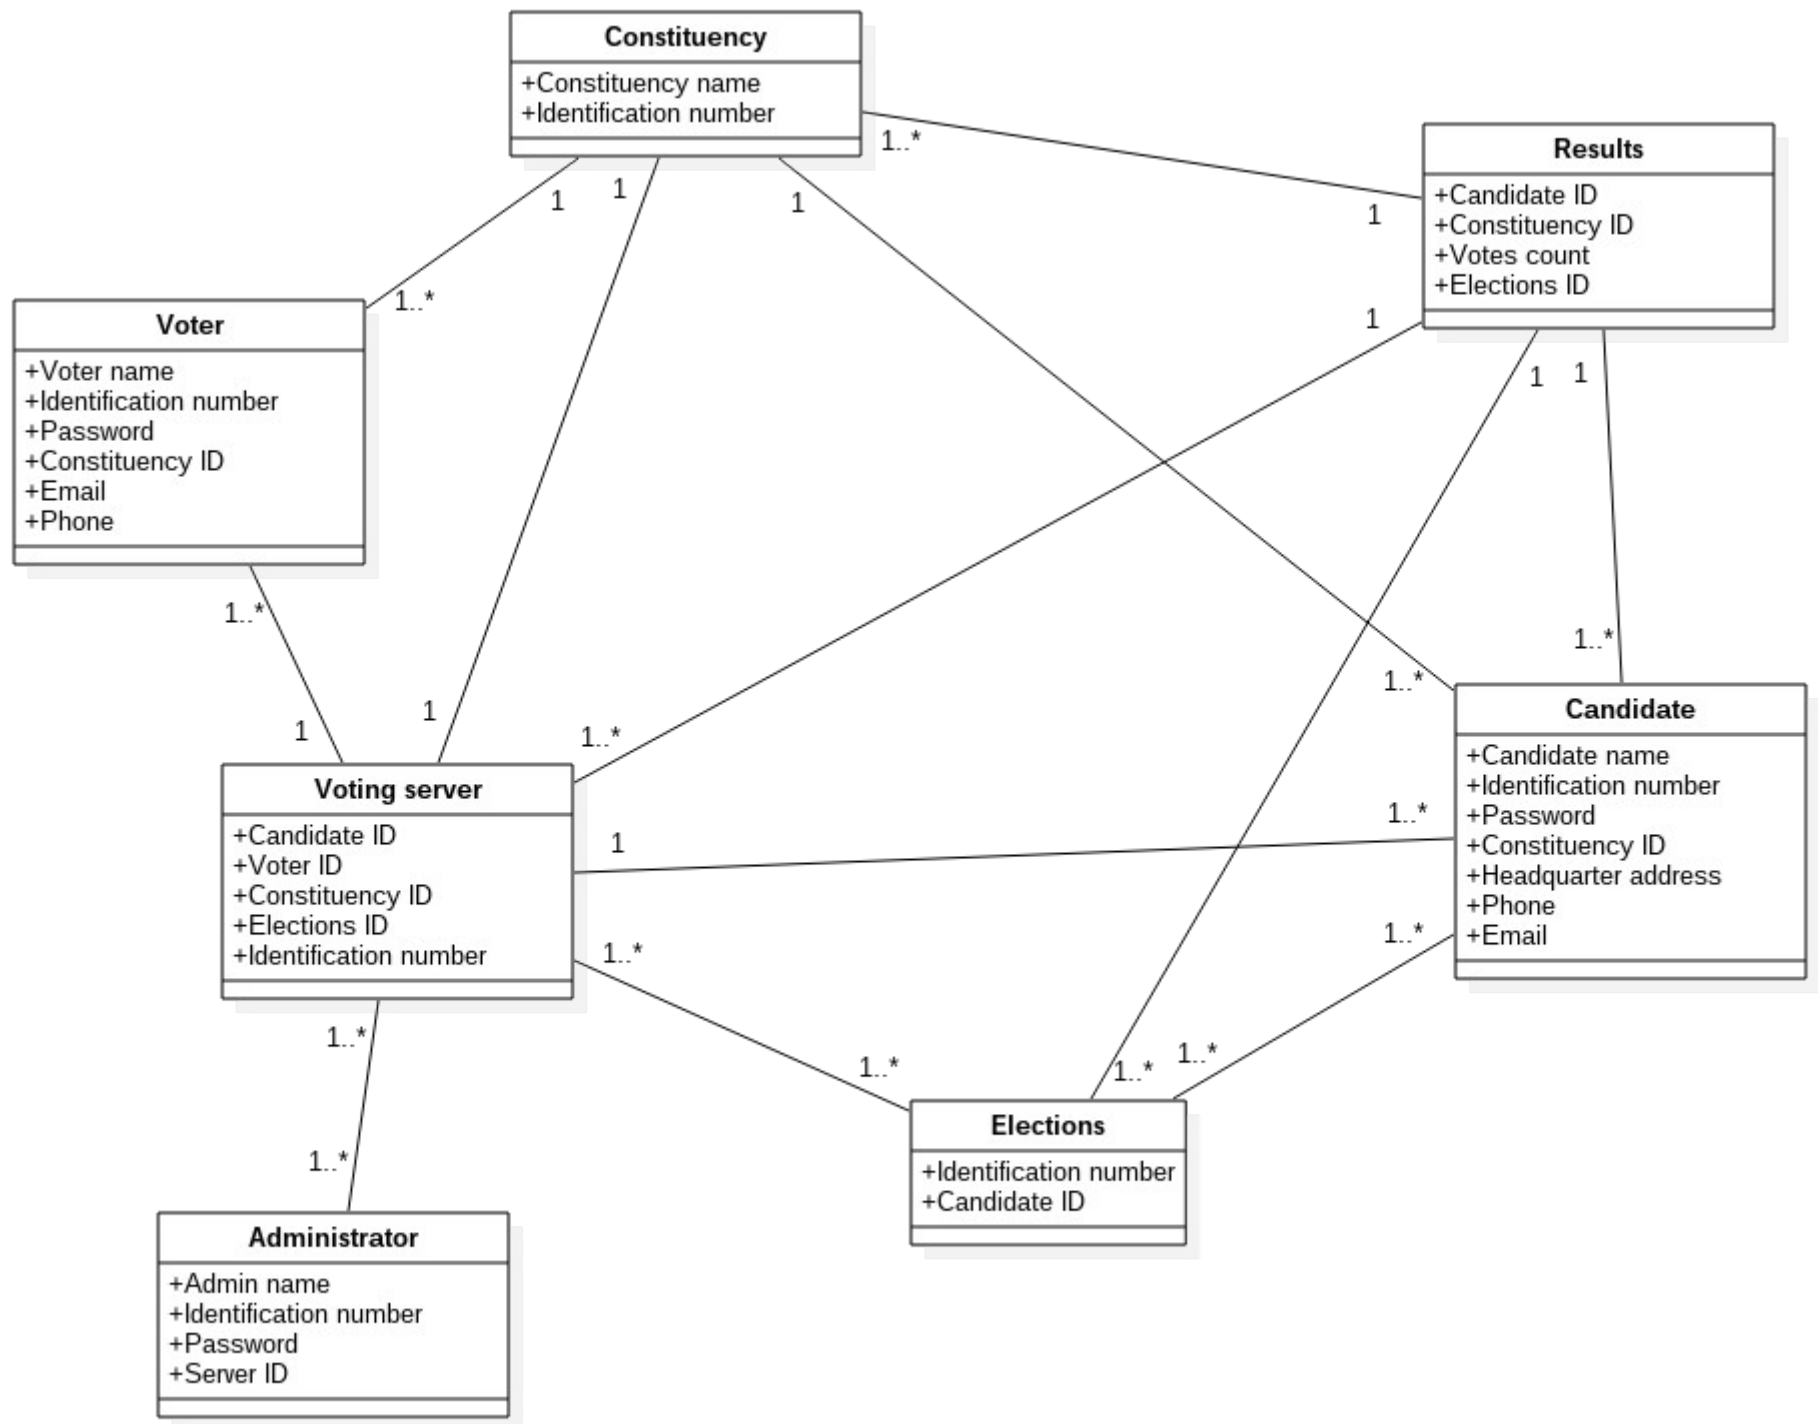 Constituency
+Constituency name
+Identification number
1..*
1
1
1
1
Results
+Candidate ID
+Constituency ID
+Votes count
+Elections ID
1
1
1
1..*
Voter
+Voter name
+Identification number
+Password
+Constituency ID
+Email
+Phone
1..*
1
1
1..*
1..*
1..*
Candidate
+Candidate name
+Identification number
+Password
+Constituency ID
+Headquarter address
+Phone
+Email
Voting server
+Candidate ID
+Voter ID
+Constituency ID
+Elections ID
+Identification number
1
1..*
1..*
1..*
1..*
1..*
1..*
1..*
1..*
Elections
+Identification number
+Candidate ID
Administrator
+Admin name
+Identification number
+Password
+Server ID